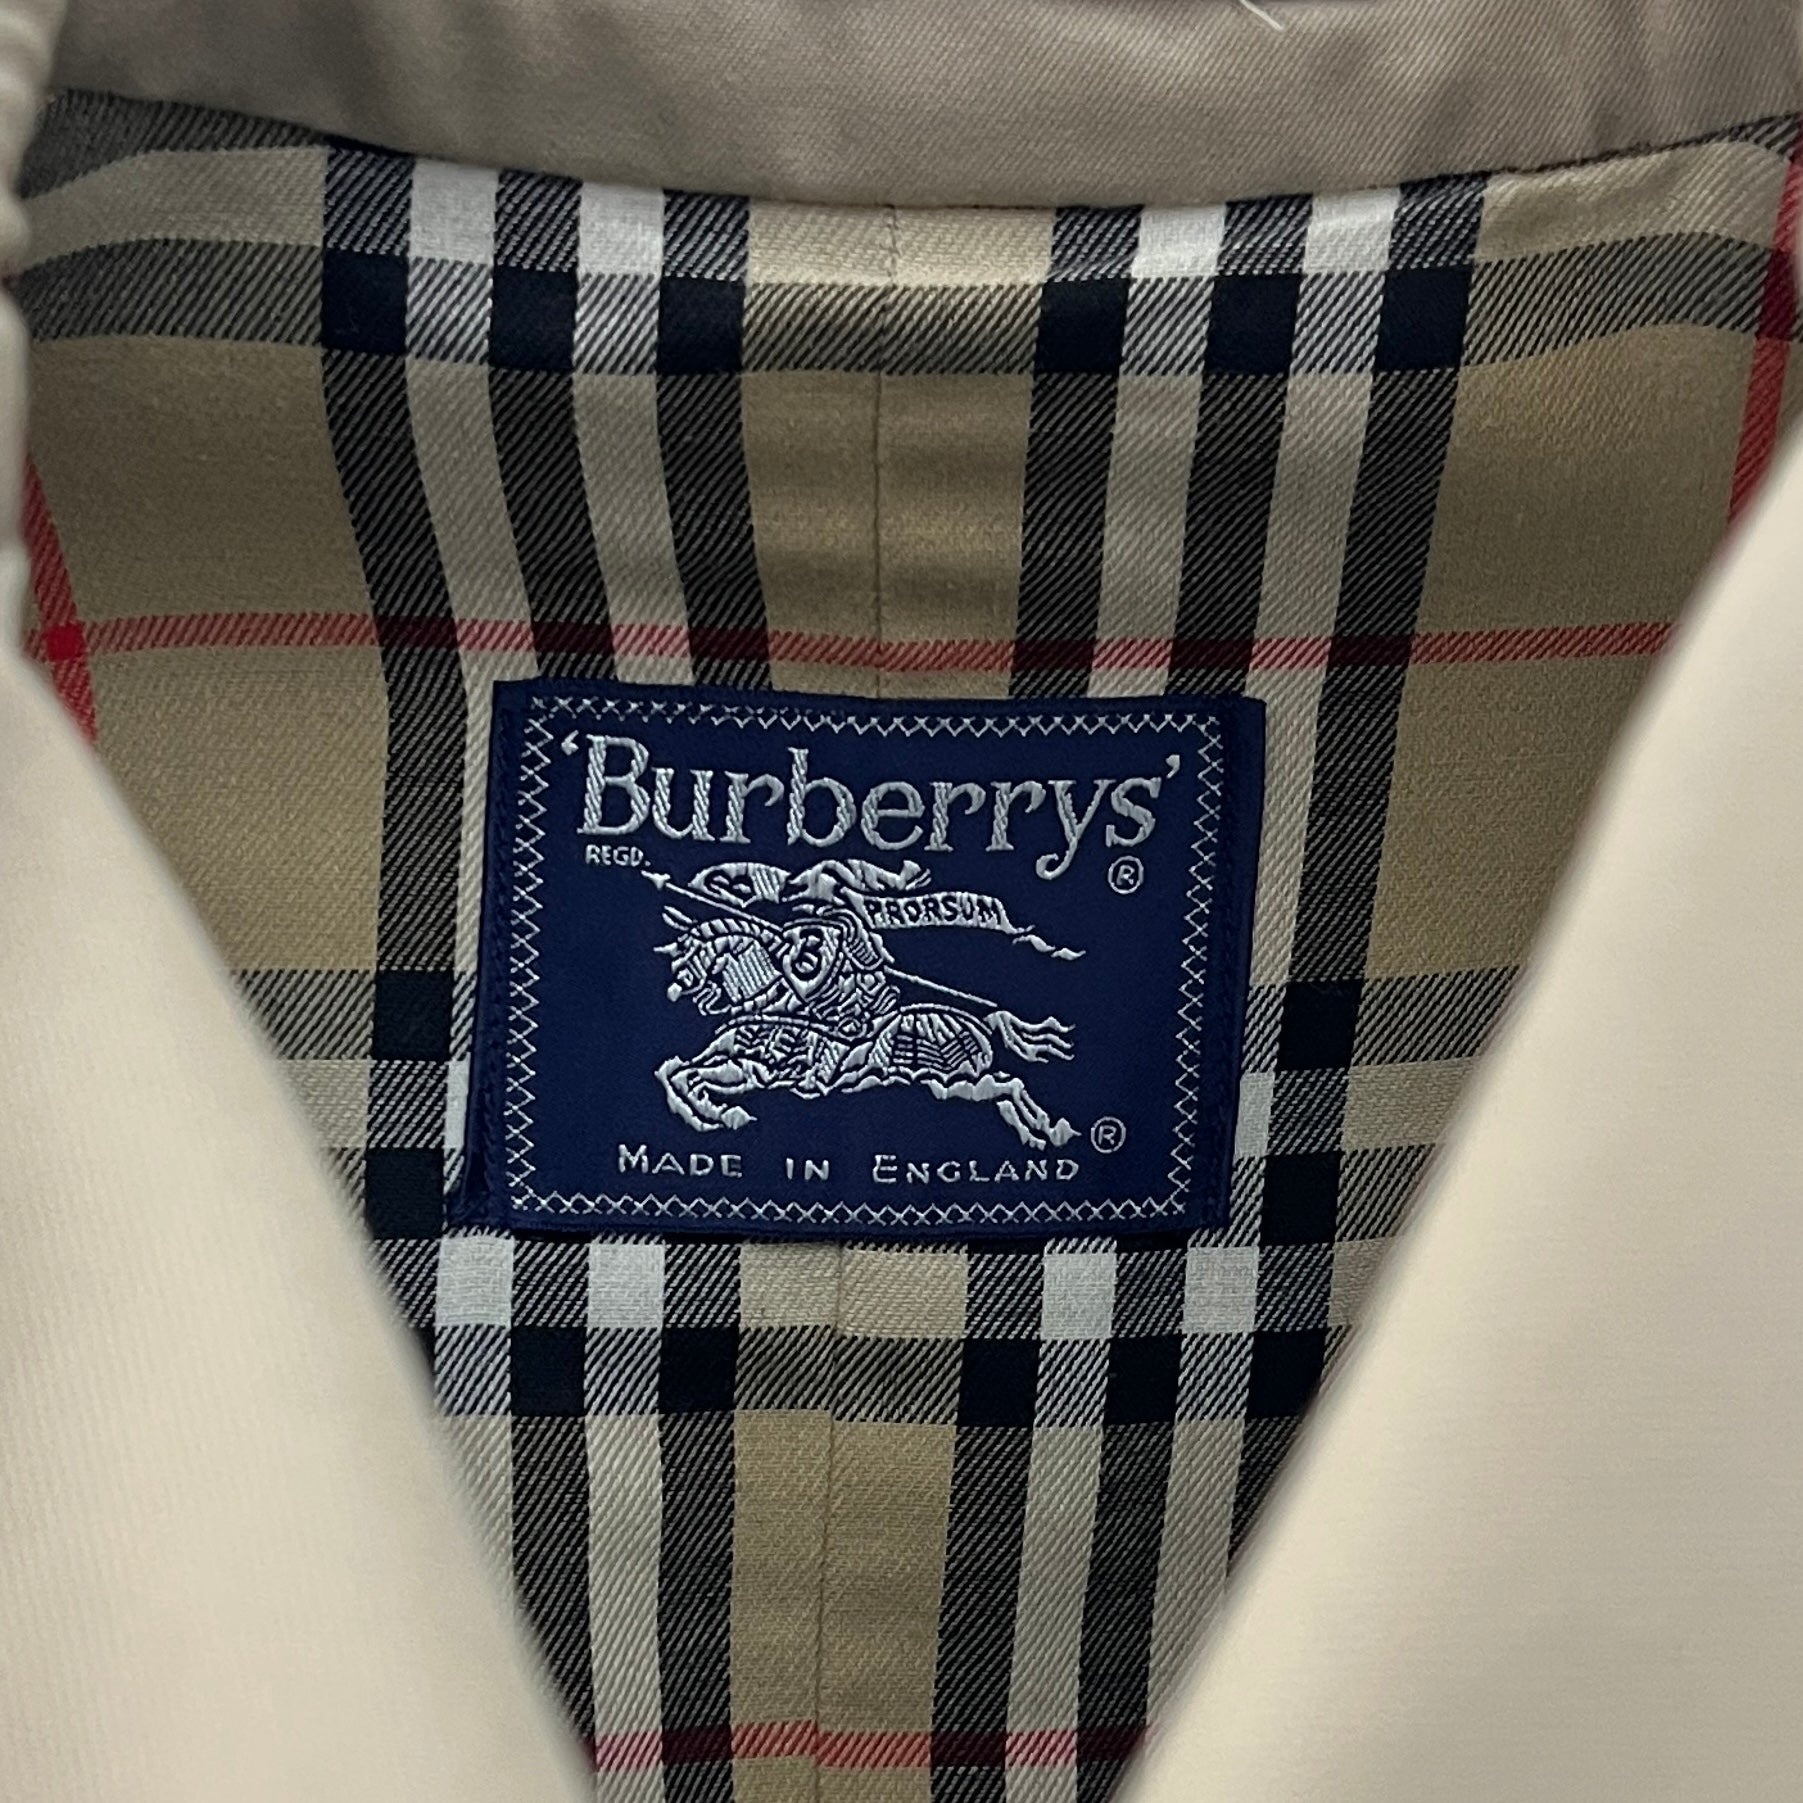 'Burberrys'
REGD. ®
PRORSUM
B
®
MADE IN ENGLAND